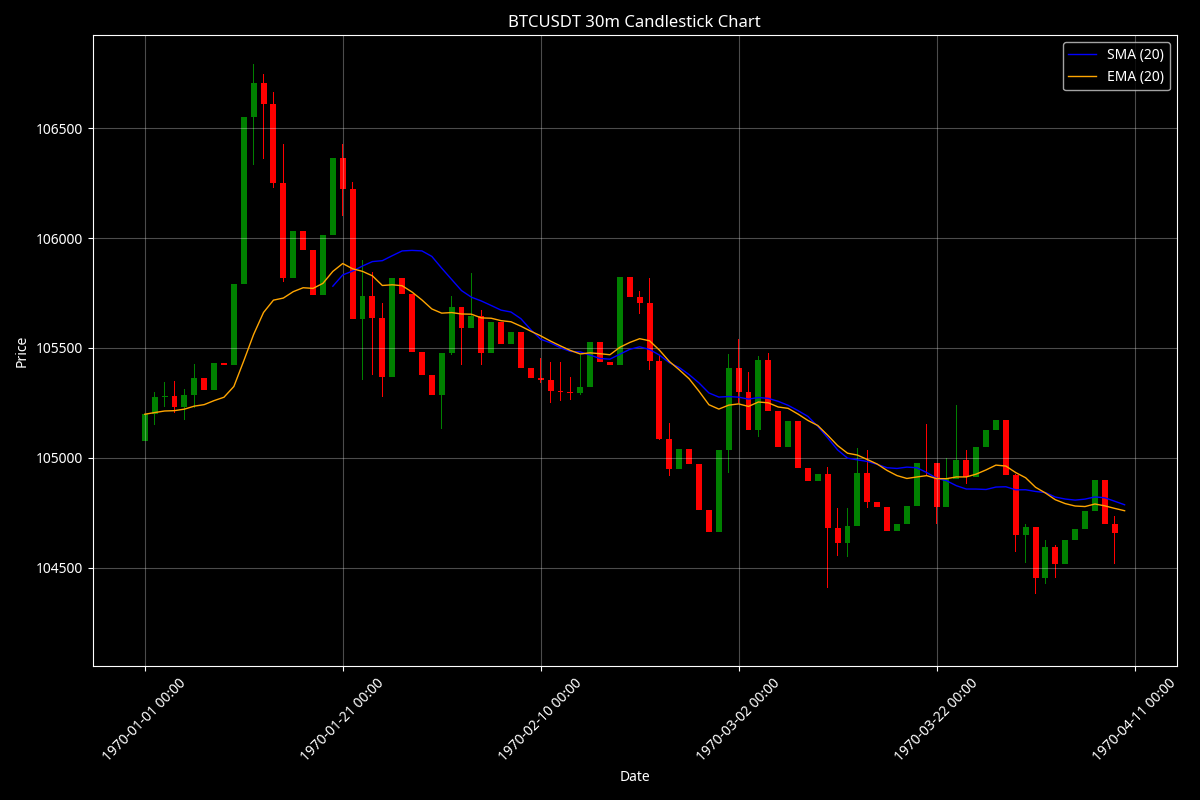 BTCUSDT 30m Candlestick Chart
SMA (20)
EMA (20)
106500
106000
105500
105000
104500
Price
1970-01-01 00:00
1970-01-21 00:00
1970-02-10 00:00
1970-03-02 00:00
1970-03-22 00:00
1970-04-11 00:00
Date